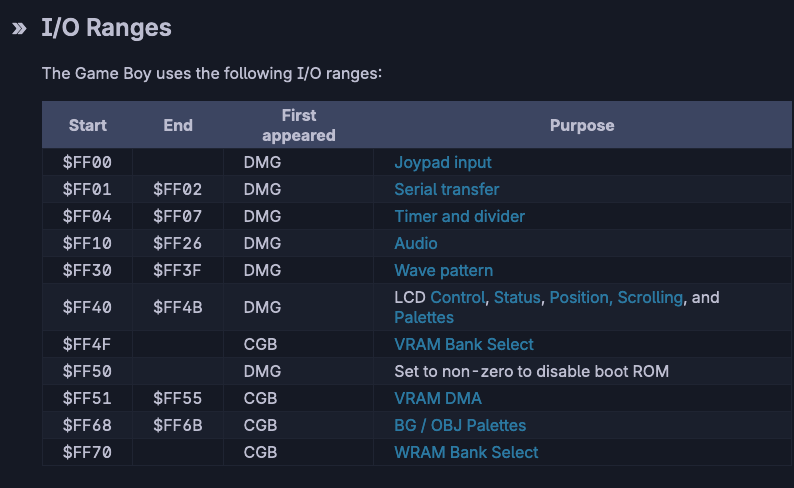 » I/O Ranges
The Game Boy uses the following I/O ranges:
Start End First appeared Purpose
$FF00 DMG Joypad input
$FF01 $FF02 DMG Serial transfer
$FF04 $FF07 DMG Timer and divider
$FF10 $FF26 DMG Audio
$FF30 $FF3F DMG Wave pattern
$FF40 $FF4B DMG LCD Control, Status, Position, Scrolling, and
Palettes
$FF4F CGB VRAM Bank Select
$FF50 DMG Set to non-zero to disable boot ROM
$FF51 $FF55 CGB VRAM DMA
$FF68 $FF6B CGB BG / OBJ Palettes
$FF70 CGB WRAM Bank Select